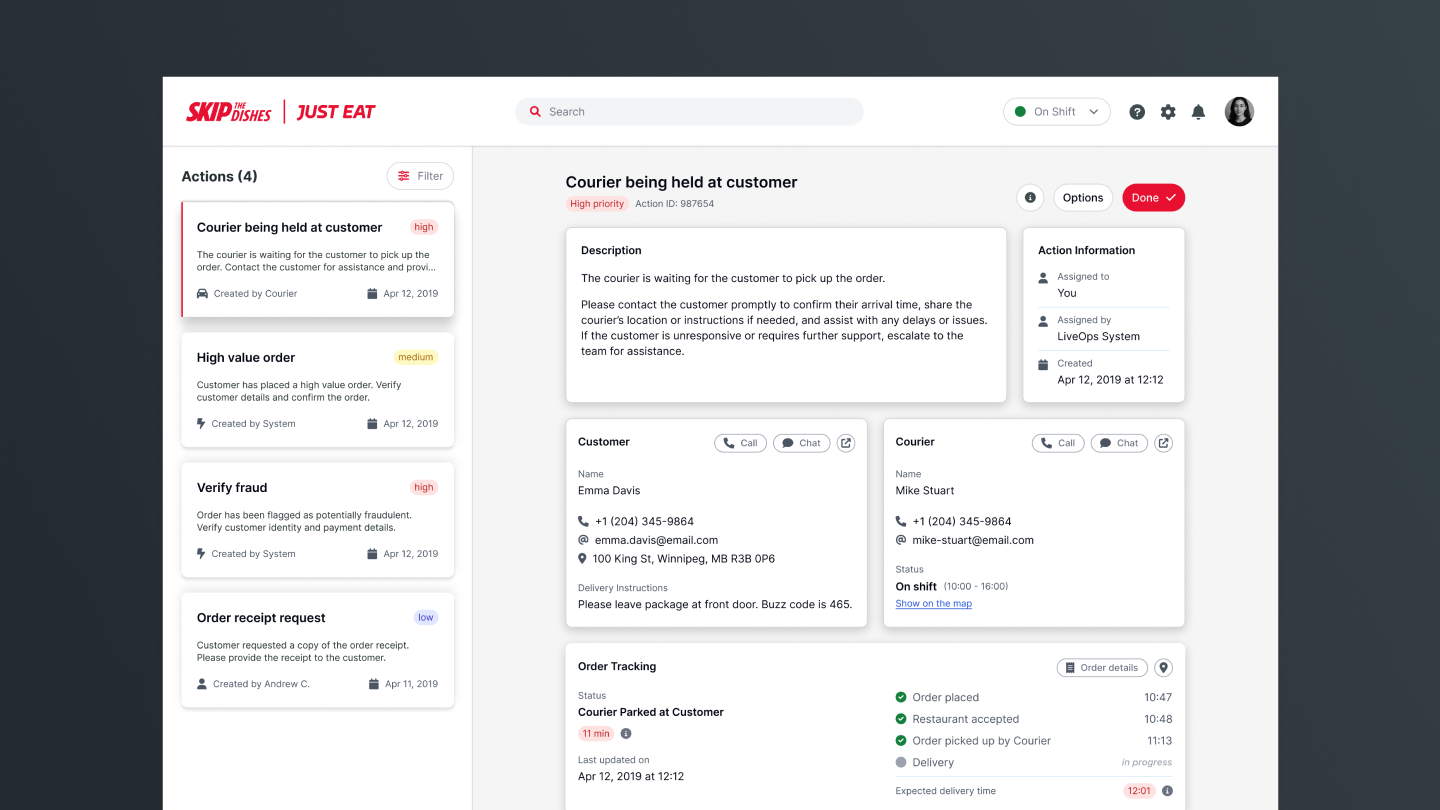 SKIP THE DISHES | JUST EAT
Search
On Shift
Actions (4)
Filter
Courier being held at customer
high
The courier is waiting for the customer to pick up the
order. Contact the customer for assistance and provi...
Created by Courier
Apr 12, 2019
High value order
medium
Customer has placed a high value order. Verify
customer details and confirm the order.
Created by System
Apr 12, 2019
Verify fraud
high
Order has been flagged as potentially fraudulent.
Verify customer identity and payment details.
Created by System
Apr 12, 2019
Order receipt request
low
Customer requested a copy of the order receipt.
Please provide the receipt to the customer.
Created by Andrew C.
Apr 11, 2019
Courier being held at customer
High priority
Action ID: 987654
Options
Done
Description
The courier is waiting for the customer to pick up the order.
Please contact the customer promptly to confirm their arrival time, share the
courier’s location or instructions if needed, and assist with any delays or issues.
If the customer is unresponsive or requires further support, escalate to the
team for assistance.
Action Information
Assigned to
You
Assigned by
LiveOps System
Created
Apr 12, 2019 at 12:12
Customer
Call
Chat
Name
Emma Davis
+1 (204) 345-9864
emma.davis@email.com
100 King St, Winnipeg, MB R3B 0P6
Delivery Instructions
Please leave package at front door. Buzz code is 465.
Courier
Call
Chat
Name
Mike Stuart
+1 (204) 345-9864
mike-stuart@email.com
Status
On shift (10:00 - 16:00)
Show on the map
Order Tracking
Order details
Status
Courier Parked at Customer
11 min
Last updated on
Apr 12, 2019 at 12:12
Order placed 10:47
Restaurant accepted 10:48
Order picked up by Courier 11:13
Delivery in progress
Expected delivery time 12:01